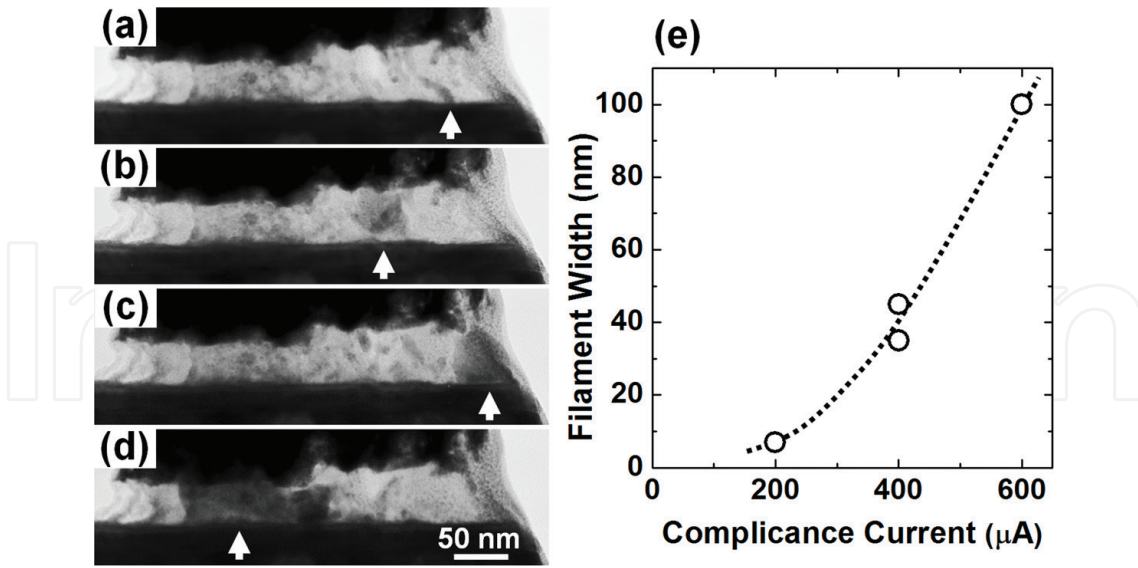 (a)
(b)
(c)
(d)
50 nm
(e)
Filament Width (nm)
100
80
60
40
20
0
0 200 400 600
Complicance Current (μA)